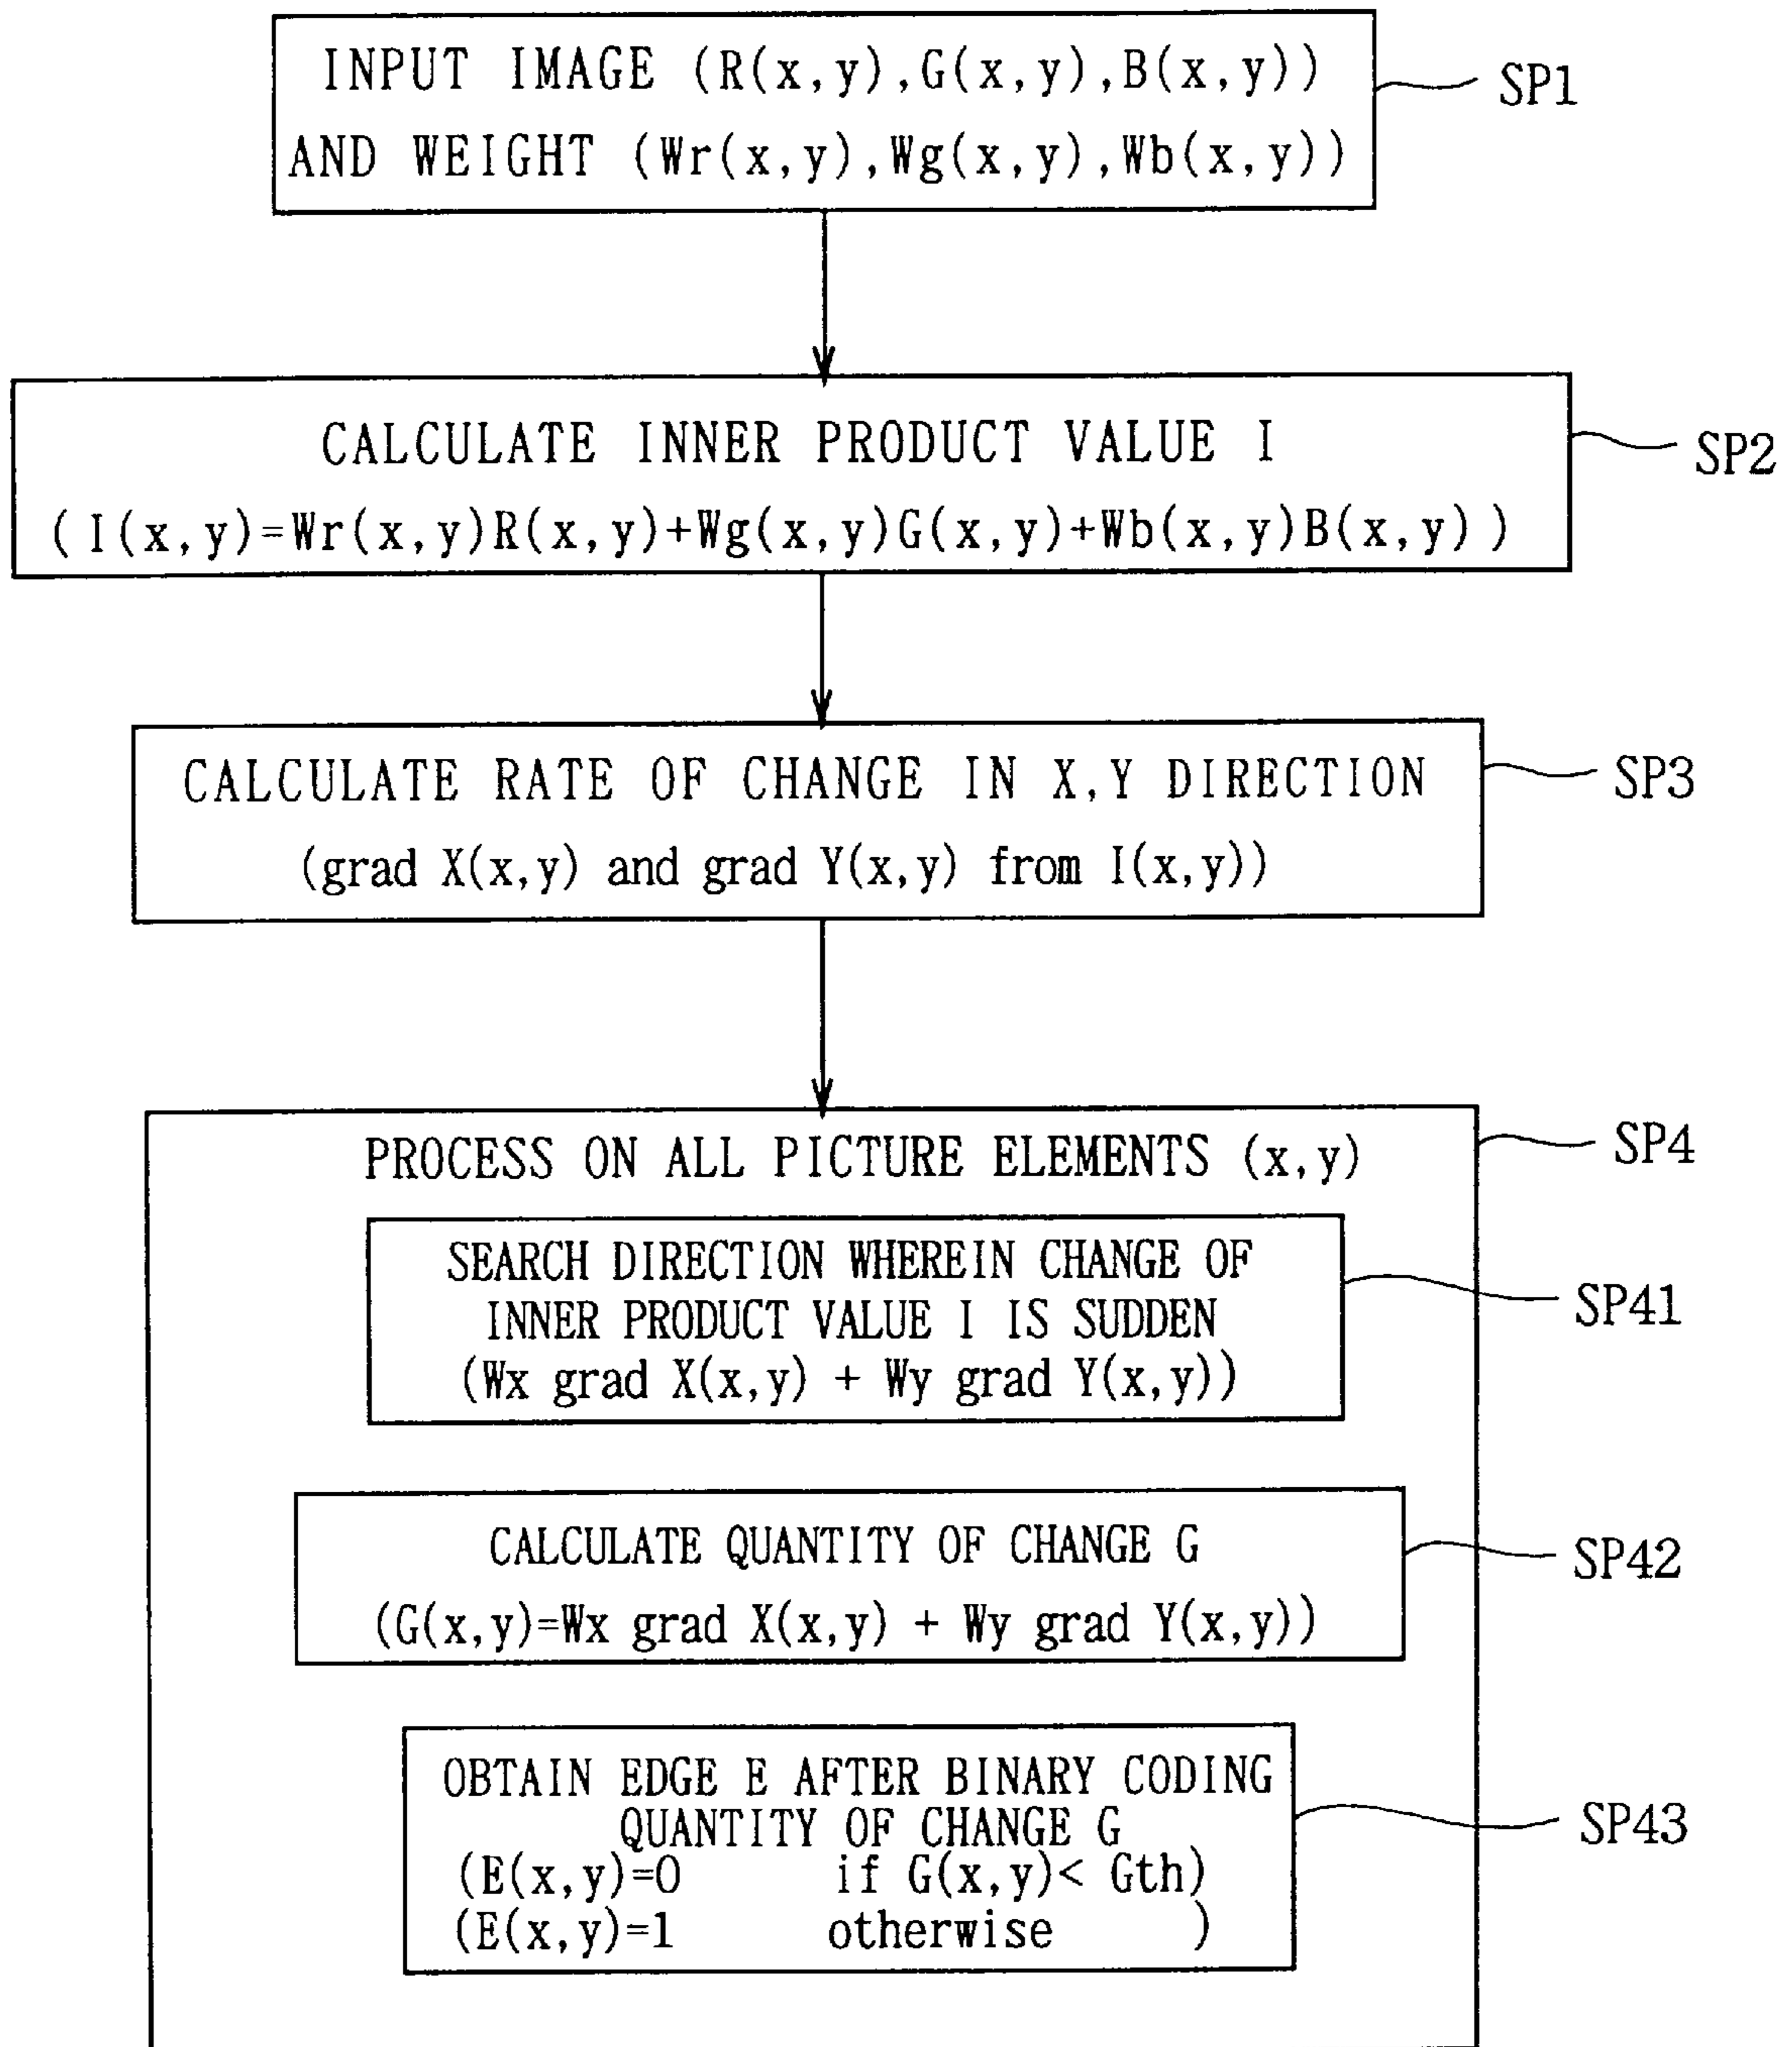 INPUT IMAGE (R(x,y),G(x,y),B(x,y))
AND WEIGHT (Wr(x,y),Wg(x,y),Wb(x,y))
SP1
CALCULATE INNER PRODUCT VALUE I
(I(x,y)=Wr(x,y)R(x,y)+Wg(x,y)G(x,y)+Wb(x,y)B(x,y))
SP2
CALCULATE RATE OF CHANGE IN X,Y DIRECTION
(grad X(x,y) and grad Y(x,y) from I(x,y))
SP3
PROCESS ON ALL PICTURE ELEMENTS (x,y)
SP4
SEARCH DIRECTION WHEREIN CHANGE OF
INNER PRODUCT VALUE I IS SUDDEN
(Wx grad X(x,y) + Wy grad Y(x,y))
SP41
CALCULATE QUANTITY OF CHANGE G
(G(x,y)=Wx grad X(x,y) + Wy grad Y(x,y))
SP42
OBTAIN EDGE E AFTER BINARY CODING
QUANTITY OF CHANGE G
(E(x,y)=0 if G(x,y)< Gth)
(E(x,y)=1 otherwise )
SP43